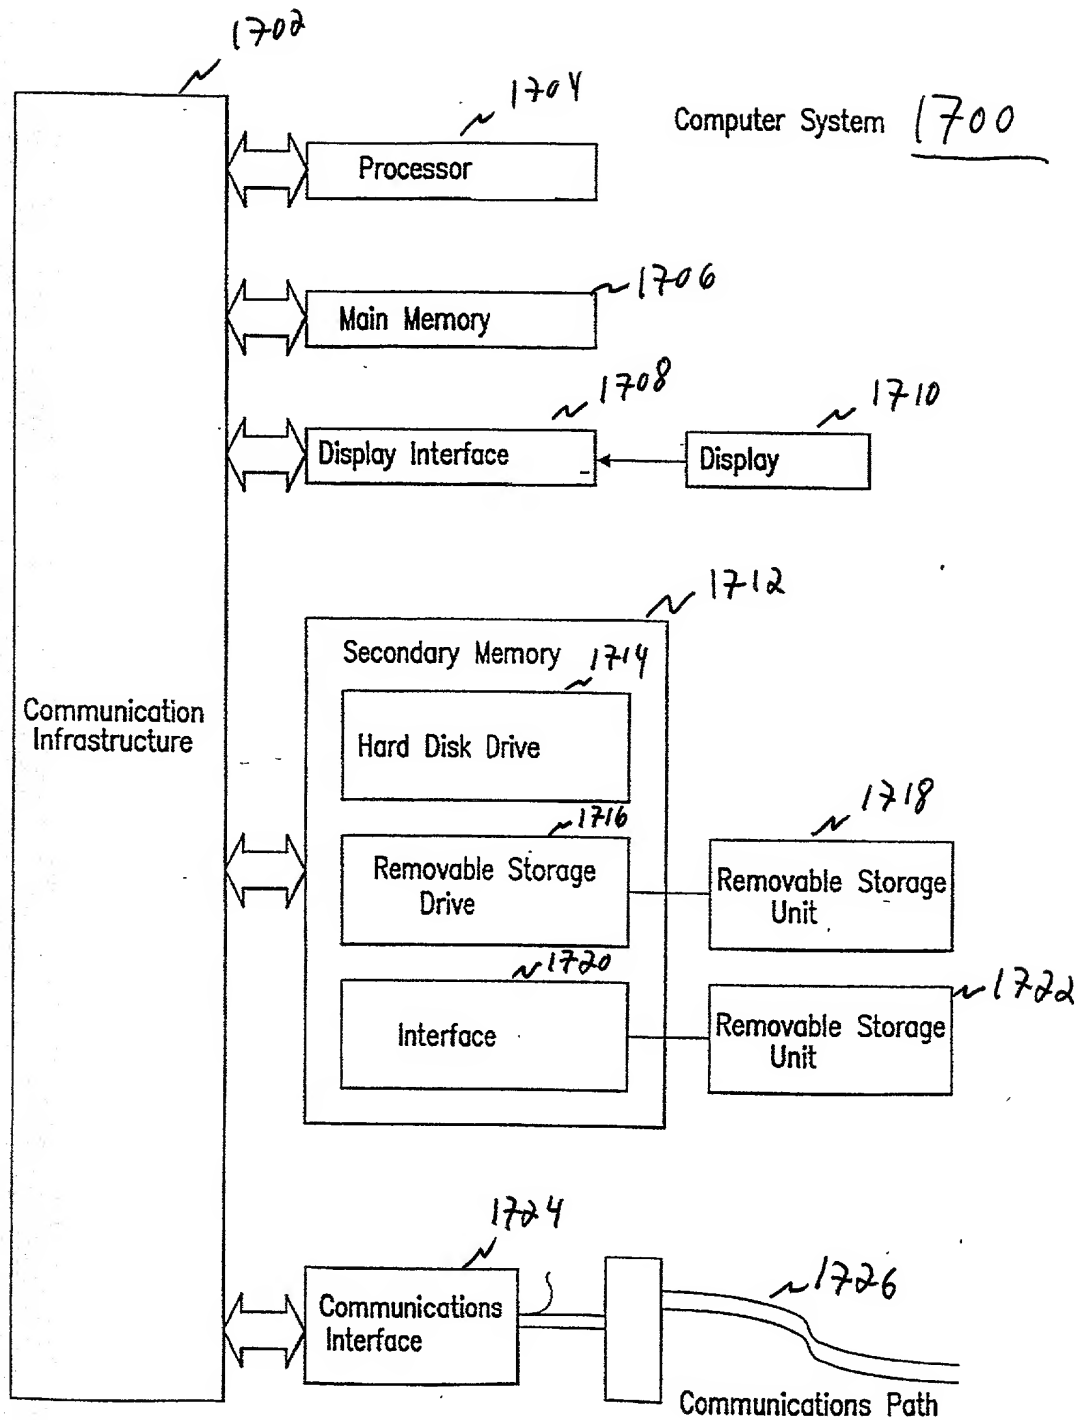 1702
1704
Computer System 1700
Processor
1706
Main Memory
1708
1710
Display Interface
Display
1712
Secondary Memory
1714
Communication
Infrastructure
Hard Disk Drive
1716
1718
Removable Storage
Drive
Removable Storage
Unit
1720
1722
Interface
Removable Storage
Unit
1724
1726
Communications
Interface
Communications Path